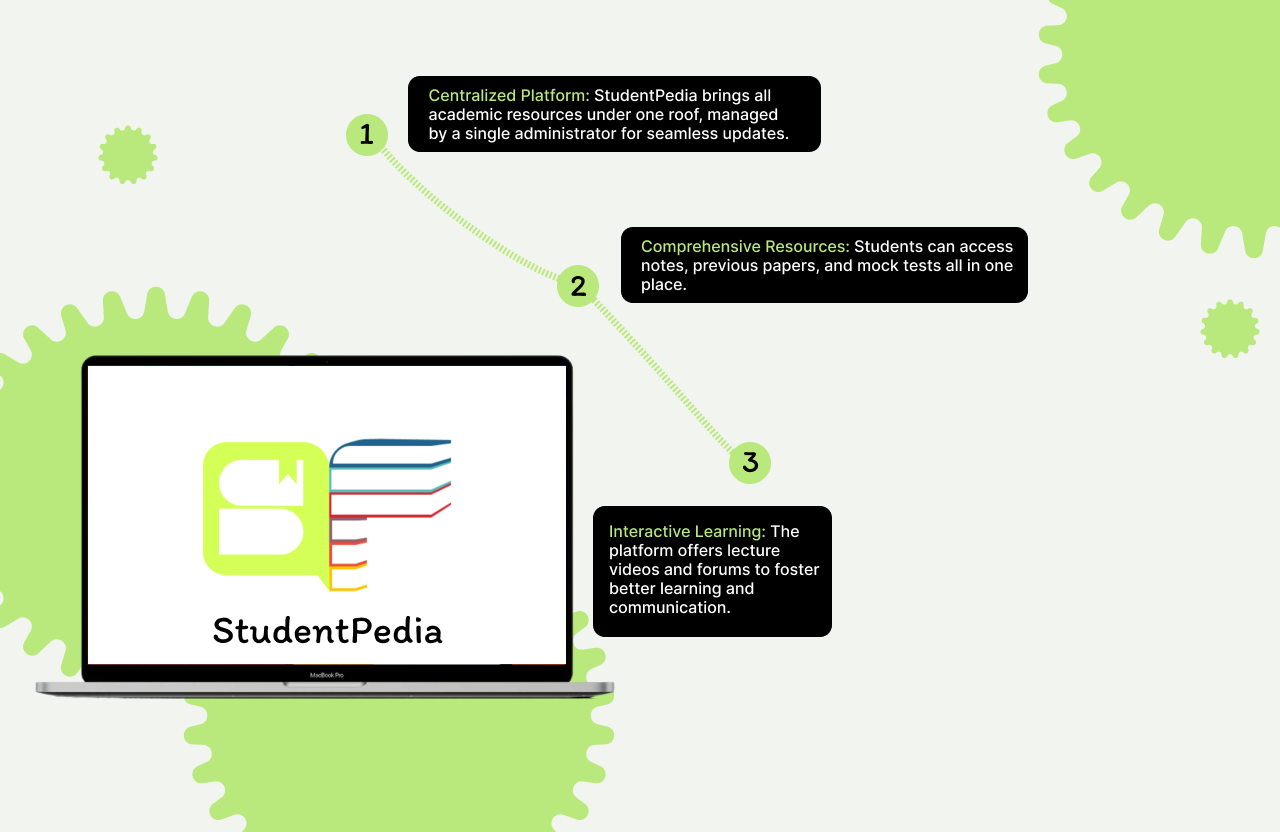 1
Centralized Platform: StudentPedia brings all
academic resources under one roof, managed
by a single administrator for seamless updates.
2
Comprehensive Resources: Students can access
notes, previous papers, and mock tests all in one
place.
3
Interactive Learning: The
platform offers lecture
videos and forums to foster
better learning and
communication.
StudentPedia
MacBook Pro